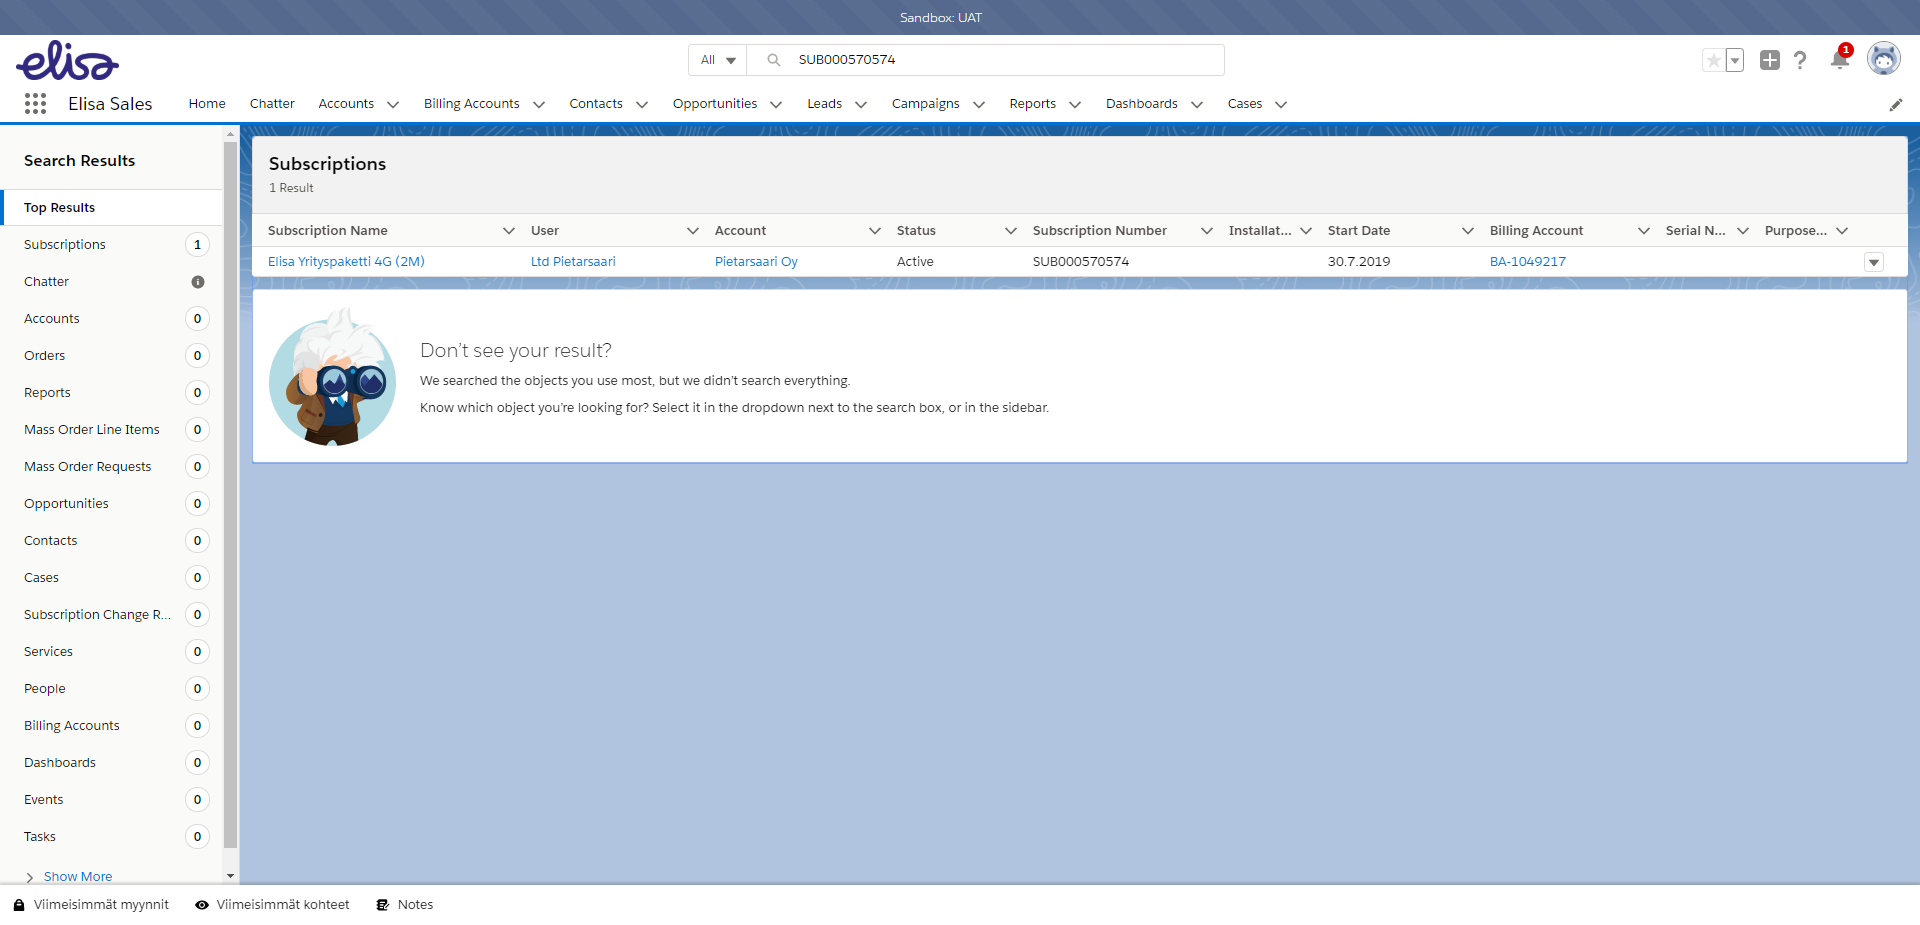 Sandbox: UAT
elisa
All
SUB000570574
1
Elisa Sales
Home
Chatter
Accounts
Billing Accounts
Contacts
Opportunities
Leads
Campaigns
Reports
Dashboards
Cases
Search Results
Top Results
Subscriptions 1
Chatter
Accounts 0
Orders 0
Reports 0
Mass Order Line Items 0
Mass Order Requests 0
Opportunities 0
Contacts 0
Cases 0
Subscription Change R... 0
Services 0
People 0
Billing Accounts 0
Dashboards 0
Events 0
Tasks 0
Show More
Subscriptions
1 Result
Subscription Name User Account Status Subscription Number Installat... Start Date Billing Account Serial N... Purpose...
Elisa Yrityspaketti 4G (2M) Ltd Pietarsaari Pietarsaari Oy Active SUB000570574 30.7.2019 BA-1049217
Don't see your result?
We searched the objects you use most, but we didn't search everything.
Know which object you're looking for? Select it in the dropdown next to the search box, or in the sidebar.
Viimeisimmät myynnit
Viimeisimmät kohteet
Notes